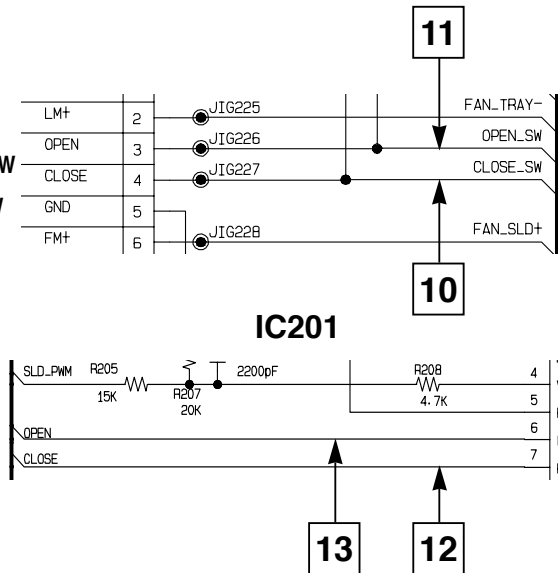 11
LM+ 2 JIG225 FAN_TRAY-
OPEN 3 JIG226 OPEN_SW
W
CLOSE 4 JIG227 CLOSE_SW
GND 5
FM+ 6 JIG228 FAN_SLD+
10
IC201
SLD_PWM R205 2200pF R208 4
15K R207 4.7K
20K 5
OPEN 6
CLOSE 7
13 12